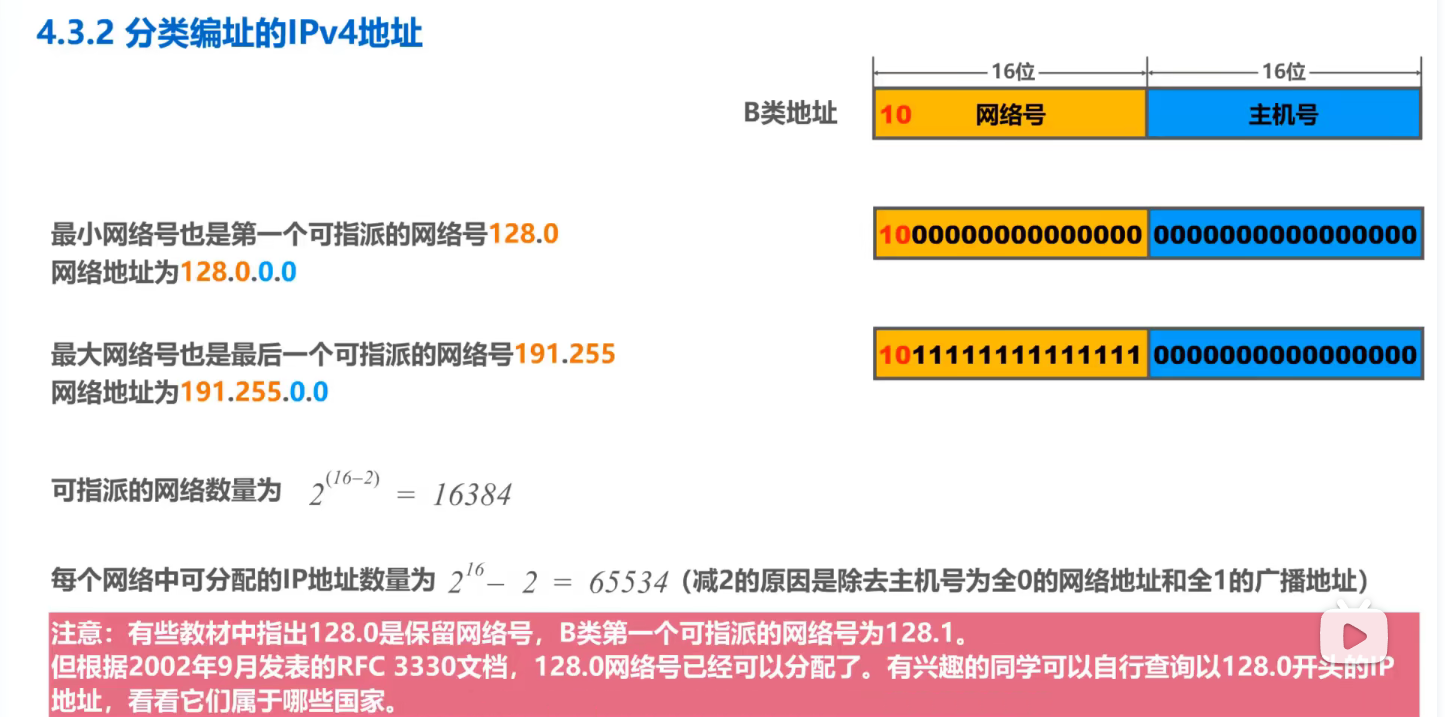 4.3.2 分类编址的IPv4地址
16位 16位
B类地址 10 网络号 主机号
最小网络号也是第一个可指派的网络号128.0
网络地址为128.0.0.0
1000000000000000 0000000000000000
最大网络号也是最后一个可指派的网络号191.255
网络地址为191.255.0.0
1011111111111111 0000000000000000
可指派的网络数量为 2^(16-2) = 16384
每个网络中可分配的IP地址数量为 2^16 - 2 = 65534（减2的原因是除去主机号为全0的网络地址和全1的广播地址）
注意：有些教材中指出128.0是保留网络号，B类第一个可指派的网络号为128.1。
但根据2002年9月发表的RFC 3330文档，128.0网络号已经可以分配了。有兴趣的同学可以自行查询以128.0开头的IP
地址，看看它们属于哪些国家。